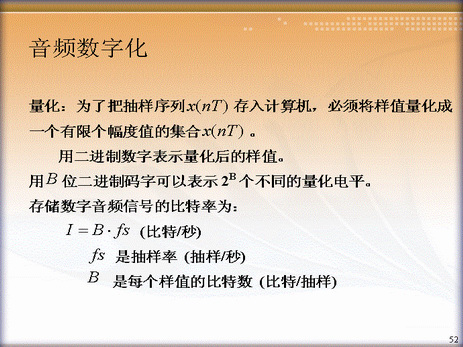 音频数字化
量化：为了把抽样序列x(nT)存入计算机，必须将样值量化成
一个有限个幅度值的集合x(nT)。
用二进制数字表示量化后的样值。
用B位二进制码字可以表示2ᴮ个不同的量化电平。
存储数字音频信号的比特率为：
I = B · fs (比特/秒)
fs 是抽样率 (抽样/秒)
B 是每个样值的比特数 (比特/抽样)
52